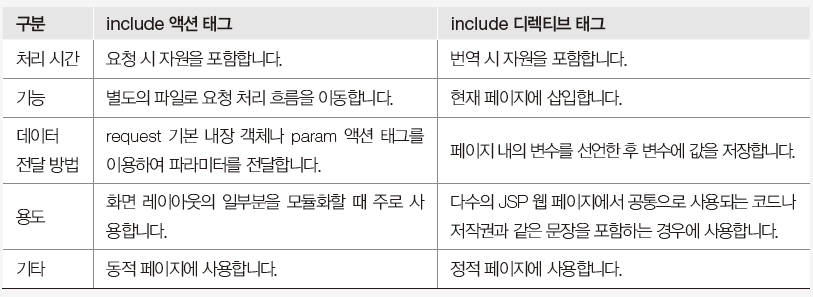 구분 include 액션 태그 include 디렉티브 태그
처리 시간 요청 시 자원을 포함합니다. 번역 시 자원을 포함합니다.
기능 별도의 파일로 요청 처리 흐름을 이동합니다. 현재 페이지에 삽입합니다.
데이터
전달 방법
request 기본 내장 객체나 param 액션 태그를
이용하여 파라미터를 전달합니다.
페이지 내의 변수를 선언한 후 변수에 값을 저장합니다.
용도
화면 레이아웃의 일부분을 모듈화할 때 주로 사
용합니다.
다수의 JSP 웹 페이지에서 공통으로 사용되는 코드나
저작권과 같은 문장을 포함하는 경우에 사용합니다.
기타 동적 페이지에 사용합니다. 정적 페이지에 사용합니다.